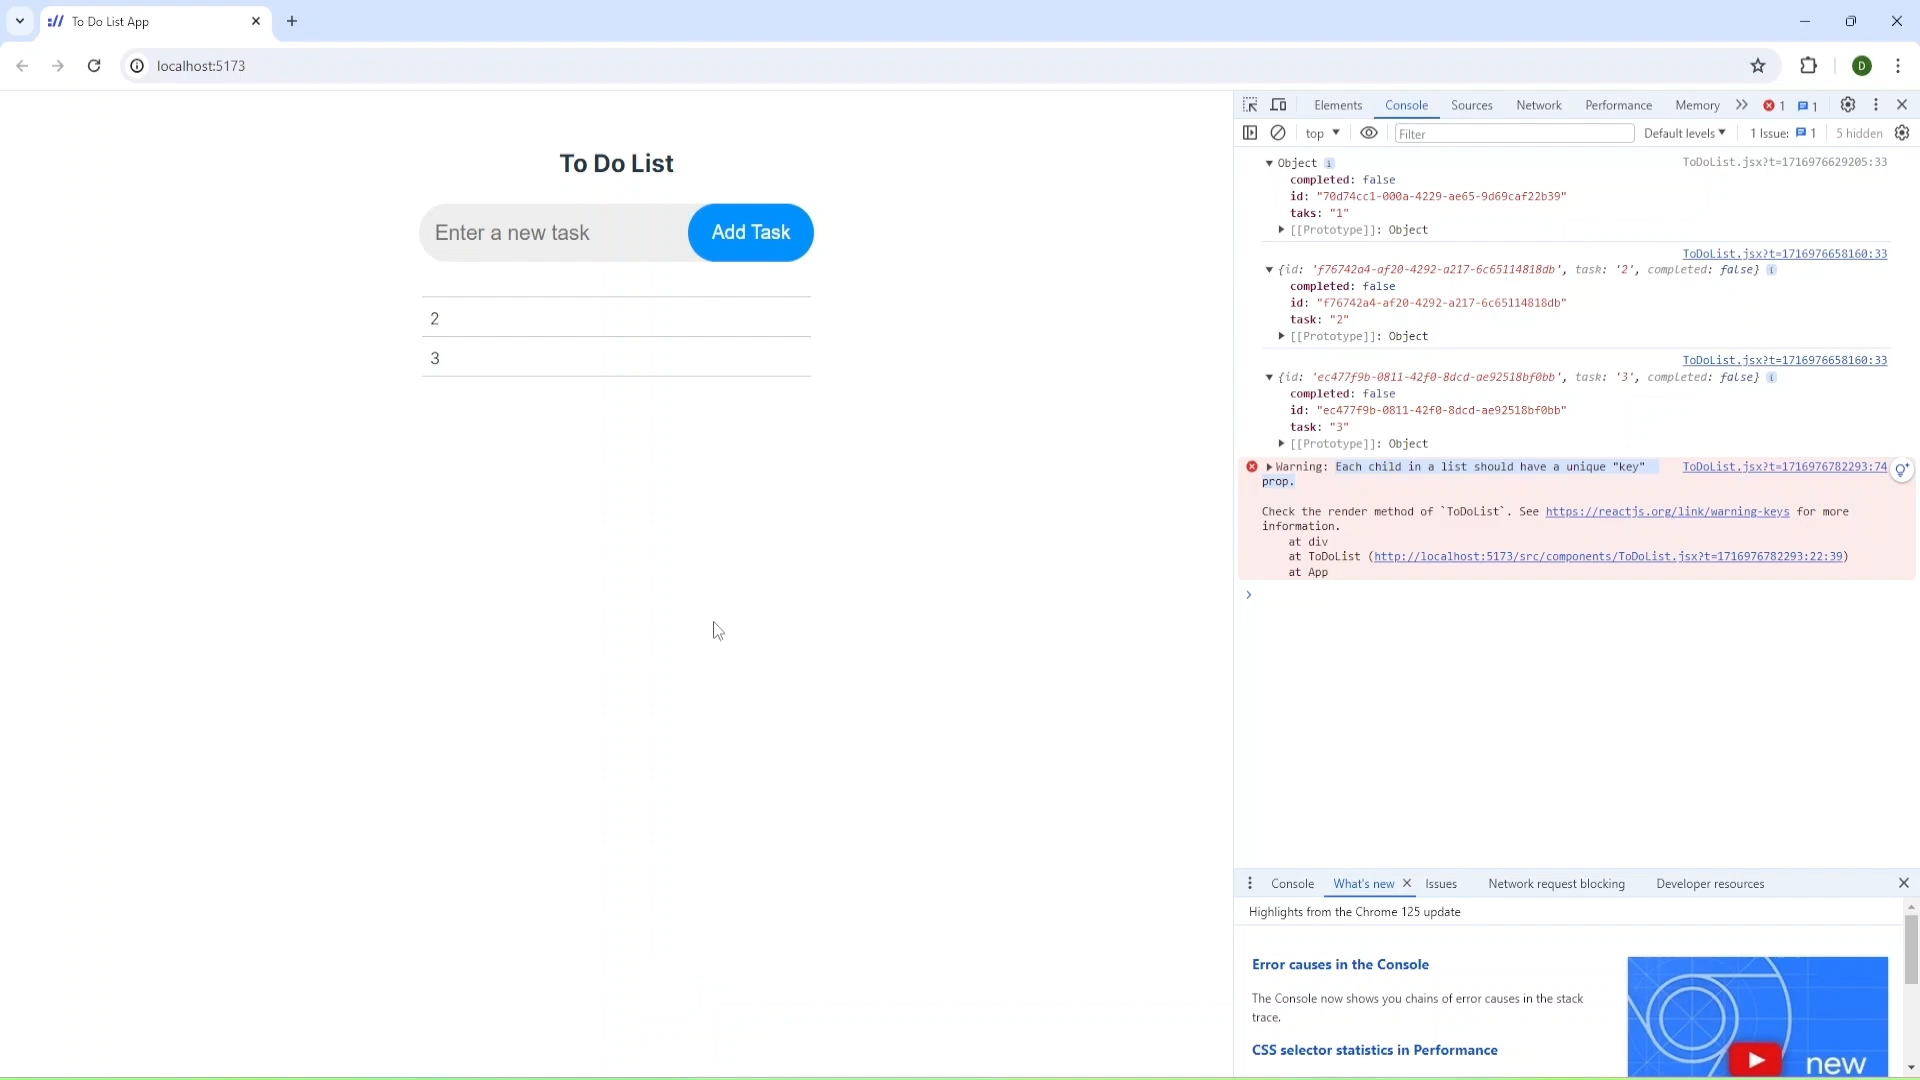 To Do List App
localhost:5173
D
To Do List
Enter a new task
Add Task
2
3
Elements Console Sources Network Performance Memory 1 1
top Filter Default levels 1 Issue: 1 5 hidden
Object ToDoList.jsx?t=1716976629205:33
completed: false
id: "70d74cc1-000a-4229-ae65-9d69caf22b39"
taks: "1"
[[Prototype]]: Object
ToDoList.jsx?t=1716976658160:33
{id: 'f76742a4-af20-4292-a217-6c65114818db', task: '2', completed: false}
completed: false
id: "f76742a4-af20-4292-a217-6c65114818db"
task: "2"
[[Prototype]]: Object
ToDoList.jsx?t=1716976658160:33
{id: 'ec477f9b-0811-42f0-8dcd-ae92518bf0bb', task: '3', completed: false}
completed: false
id: "ec477f9b-0811-42f0-8dcd-ae92518bf0bb"
task: "3"
[[Prototype]]: Object
Warning: Each child in a list should have a unique "key" ToDoList.jsx?t=1716976782293:74
prop.
Check the render method of `ToDoList`. See https://reactjs.org/link/warning-keys for more
information.
at div
at ToDoList (http://localhost:5173/src/components/ToDoList.jsx?t=1716976782293:22:39)
at App
Console What's new Issues Network request blocking Developer resources
Highlights from the Chrome 125 update
Error causes in the Console
The Console now shows you chains of error causes in the stack
trace.
CSS selector statistics in Performance
new